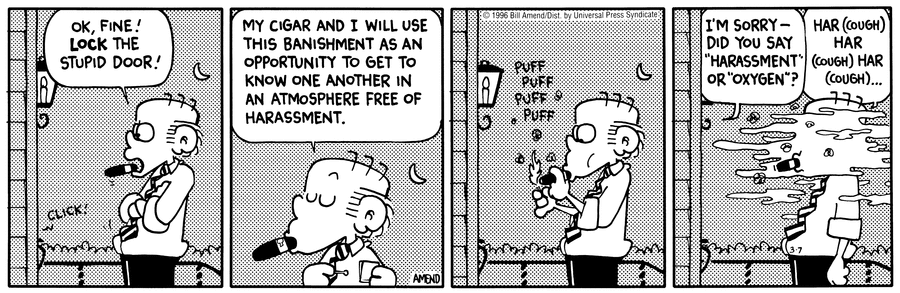 OK, FINE!
LOCK THE
STUPID DOOR!
CLICK!
MY CIGAR AND I WILL USE
THIS BANISHMENT AS AN
OPPORTUNITY TO GET TO
KNOW ONE ANOTHER IN
AN ATMOSPHERE FREE OF
HARASSMENT.
AMEND
© 1996 Bill Amend/Dist. by Universal Press Syndicate
PUFF
PUFF
PUFF
PUFF
I'M SORRY—
DID YOU SAY
"HARASSMENT"
OR "OXYGEN"?
HAR (COUGH)
HAR
(COUGH) HAR
(COUGH)...
3-7